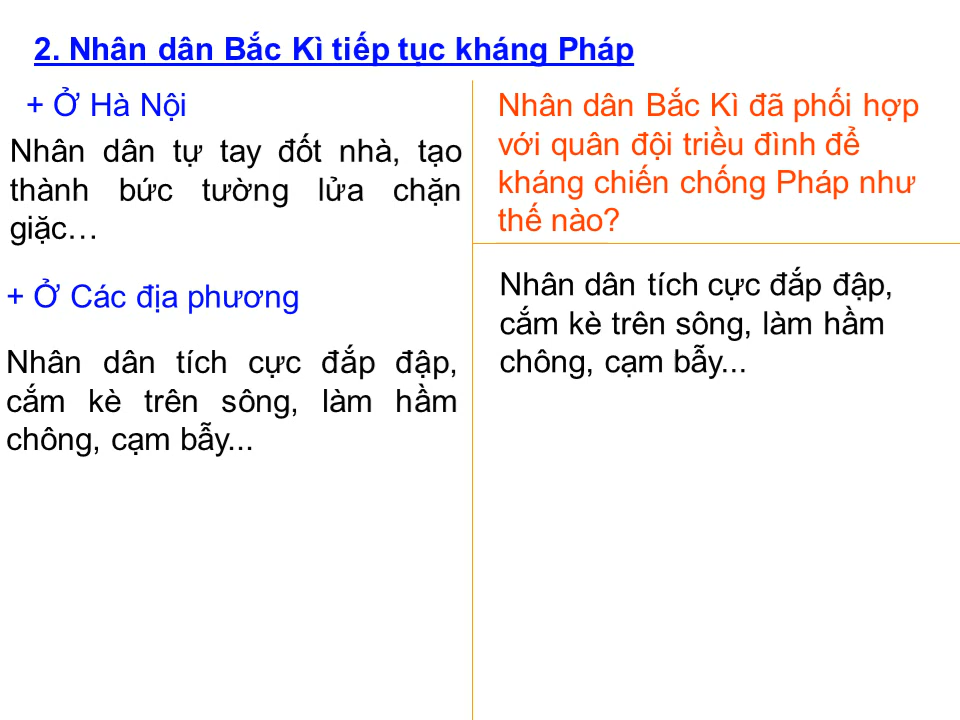 2. Nhân dân Bắc Kì tiếp tục kháng Pháp
+ Ở Hà Nội
Nhân dân tự tay đốt nhà, tạo
thành bức tường lửa chặn
giặc…
+ Ở Các địa phương
Nhân dân tích cực đắp đập,
cắm kè trên sông, làm hầm
chông, cạm bẫy...
Nhân dân Bắc Kì đã phối hợp
với quân đội triều đình để
kháng chiến chống Pháp như
thế nào?
Nhân dân tích cực đắp đập,
cắm kè trên sông, làm hầm
chông, cạm bẫy...